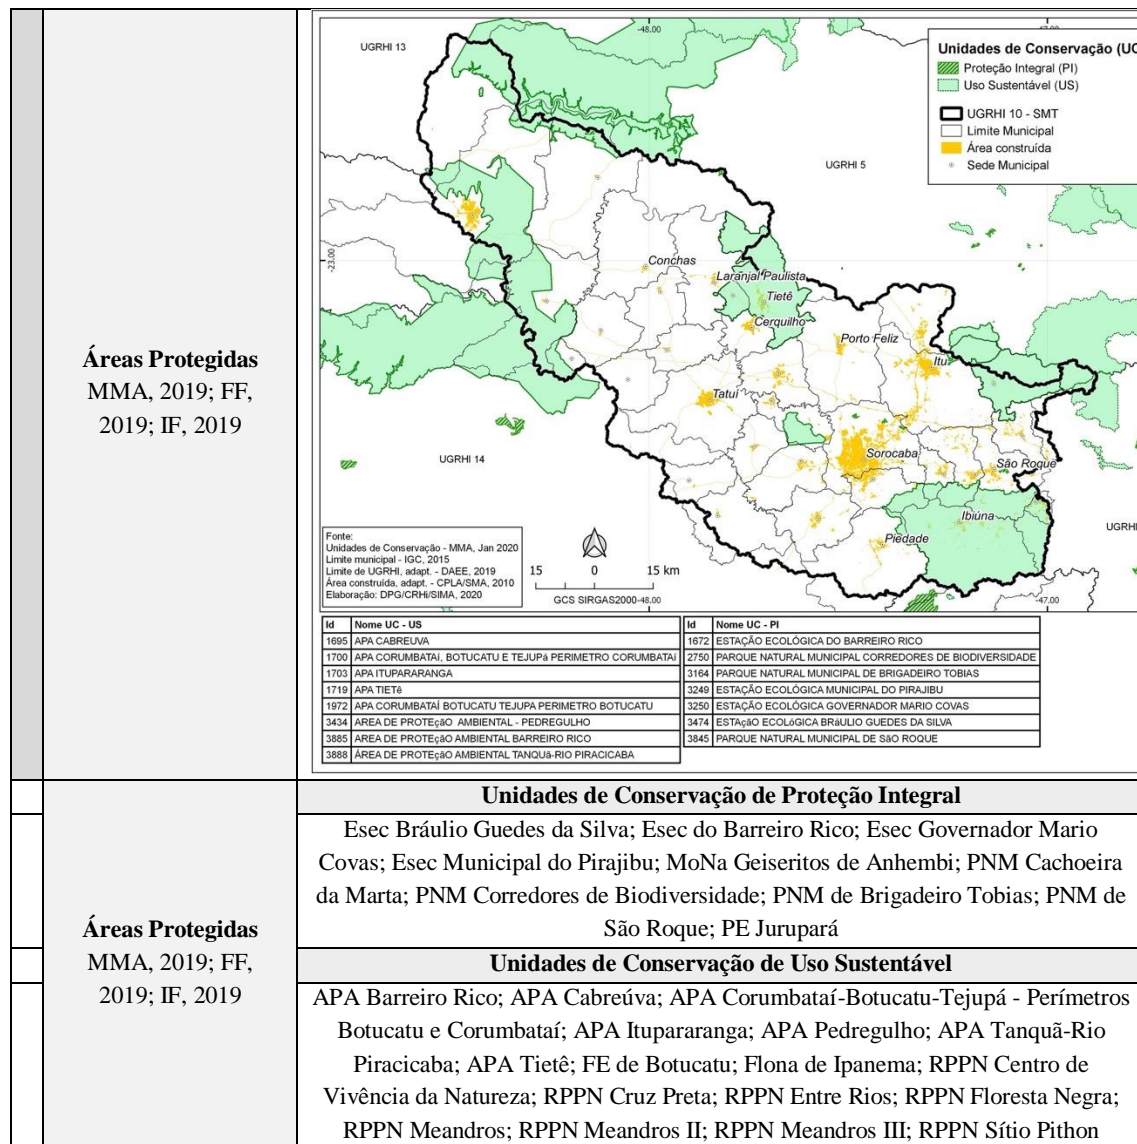 Áreas Protegidas
MMA, 2019; FF,
2019; IF, 2019
-48.00
UGRHI 13
UGRHI 5
Unidades de Conservação (UC
Proteção Integral (PI)
Uso Sustentável (US)
UGRHI 10 - SMT
Limite Municipal
Área construída
Sede Municipal
-23.00
Conchas
Laranjal Paulista
Tietê
Cerquilho
Porto Feliz
Itu
Tatuí
Sorocaba
São Roque
UGRHI 14
Ibiúna
Piedade
UGRHI
Fonte:
Unidades de Conservação - MMA, Jan 2020
Limite municipal - IGC, 2015
Limite de UGRHI, adapt. - DAEE, 2019
Área construída, adapt. - CPLA/SMA, 2010
Elaboração: DPG/CRHi/SIMA, 2020
15 0 15 km
GCS SIRGAS2000
-48.00
-47.00
Id Nome UC - US
1695 APA CABREUVA
1700 APA CORUMBATAÍ, BOTUCATU E TEJUPá PERIMETRO CORUMBATAÍ
1703 APA ITUPARARANGA
1719 APA TIETê
1972 APA CORUMBATAÍ BOTUCATU TEJUPA PERIMETRO BOTUCATU
3434 AREA DE PROTEçãO AMBIENTAL - PEDREGULHO
3885 ÁREA DE PROTEçãO AMBIENTAL BARREIRO RICO
3888 ÁREA DE PROTEçãO AMBIENTAL TANQUã-RIO PIRACICABA
Id Nome UC - PI
1672 ESTAÇÃO ECOLÓGICA DO BARREIRO RICO
2750 PARQUE NATURAL MUNICIPAL CORREDORES DE BIODIVERSIDADE
3164 PARQUE NATURAL MUNICIPAL DE BRIGADEIRO TOBIAS
3249 ESTAÇÃO ECOLÓGICA MUNICIPAL DO PIRAJIBU
3250 ESTAÇÃO ECOLÓGICA GOVERNADOR MARIO COVAS
3474 ESTAçãO ECOLóGICA BRáULIO GUEDES DA SILVA
3845 PARQUE NATURAL MUNICIPAL DE SãO ROQUE
Áreas Protegidas
MMA, 2019; FF,
2019; IF, 2019
Unidades de Conservação de Proteção Integral
Esec Bráulio Guedes da Silva; Esec do Barreiro Rico; Esec Governador Mario
Covas; Esec Municipal do Pirajibu; MoNa Geiseritos de Anhembi; PNM Cachoeira
da Marta; PNM Corredores de Biodiversidade; PNM de Brigadeiro Tobias; PNM de
São Roque; PE Jurupará
Unidades de Conservação de Uso Sustentável
APA Barreiro Rico; APA Cabreúva; APA Corumbataí-Botucatu-Tejupá - Perímetros
Botucatu e Corumbataí; APA Itupararanga; APA Pedregulho; APA Tanquã-Rio
Piracicaba; APA Tietê; FE de Botucatu; Flona de Ipanema; RPPN Centro de
Vivência da Natureza; RPPN Cruz Preta; RPPN Entre Rios; RPPN Floresta Negra;
RPPN Meandros; RPPN Meandros II; RPPN Meandros III; RPPN Sítio Pithon